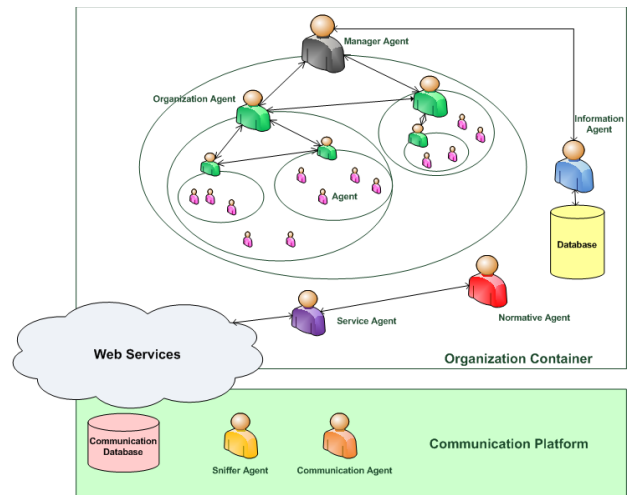 Manager Agent
Organization Agent
Information
Agent
Agent
Database
Service Agent
Normative Agent
Web Services
Organization Container
Communication
Database
Sniffer Agent
Communication Agent
Communication Platform